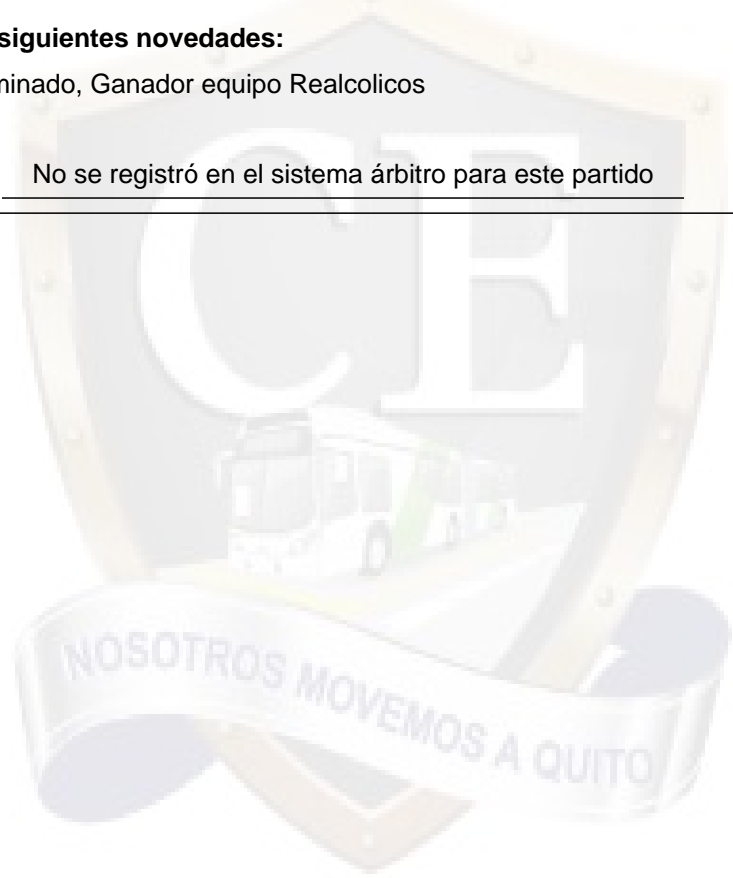 siguientes novedades:
minado, Ganador equipo Realcolicos
No se registró en el sistema árbitro para este partido
CE
NOSOTROS MOVEMOS A QUITO